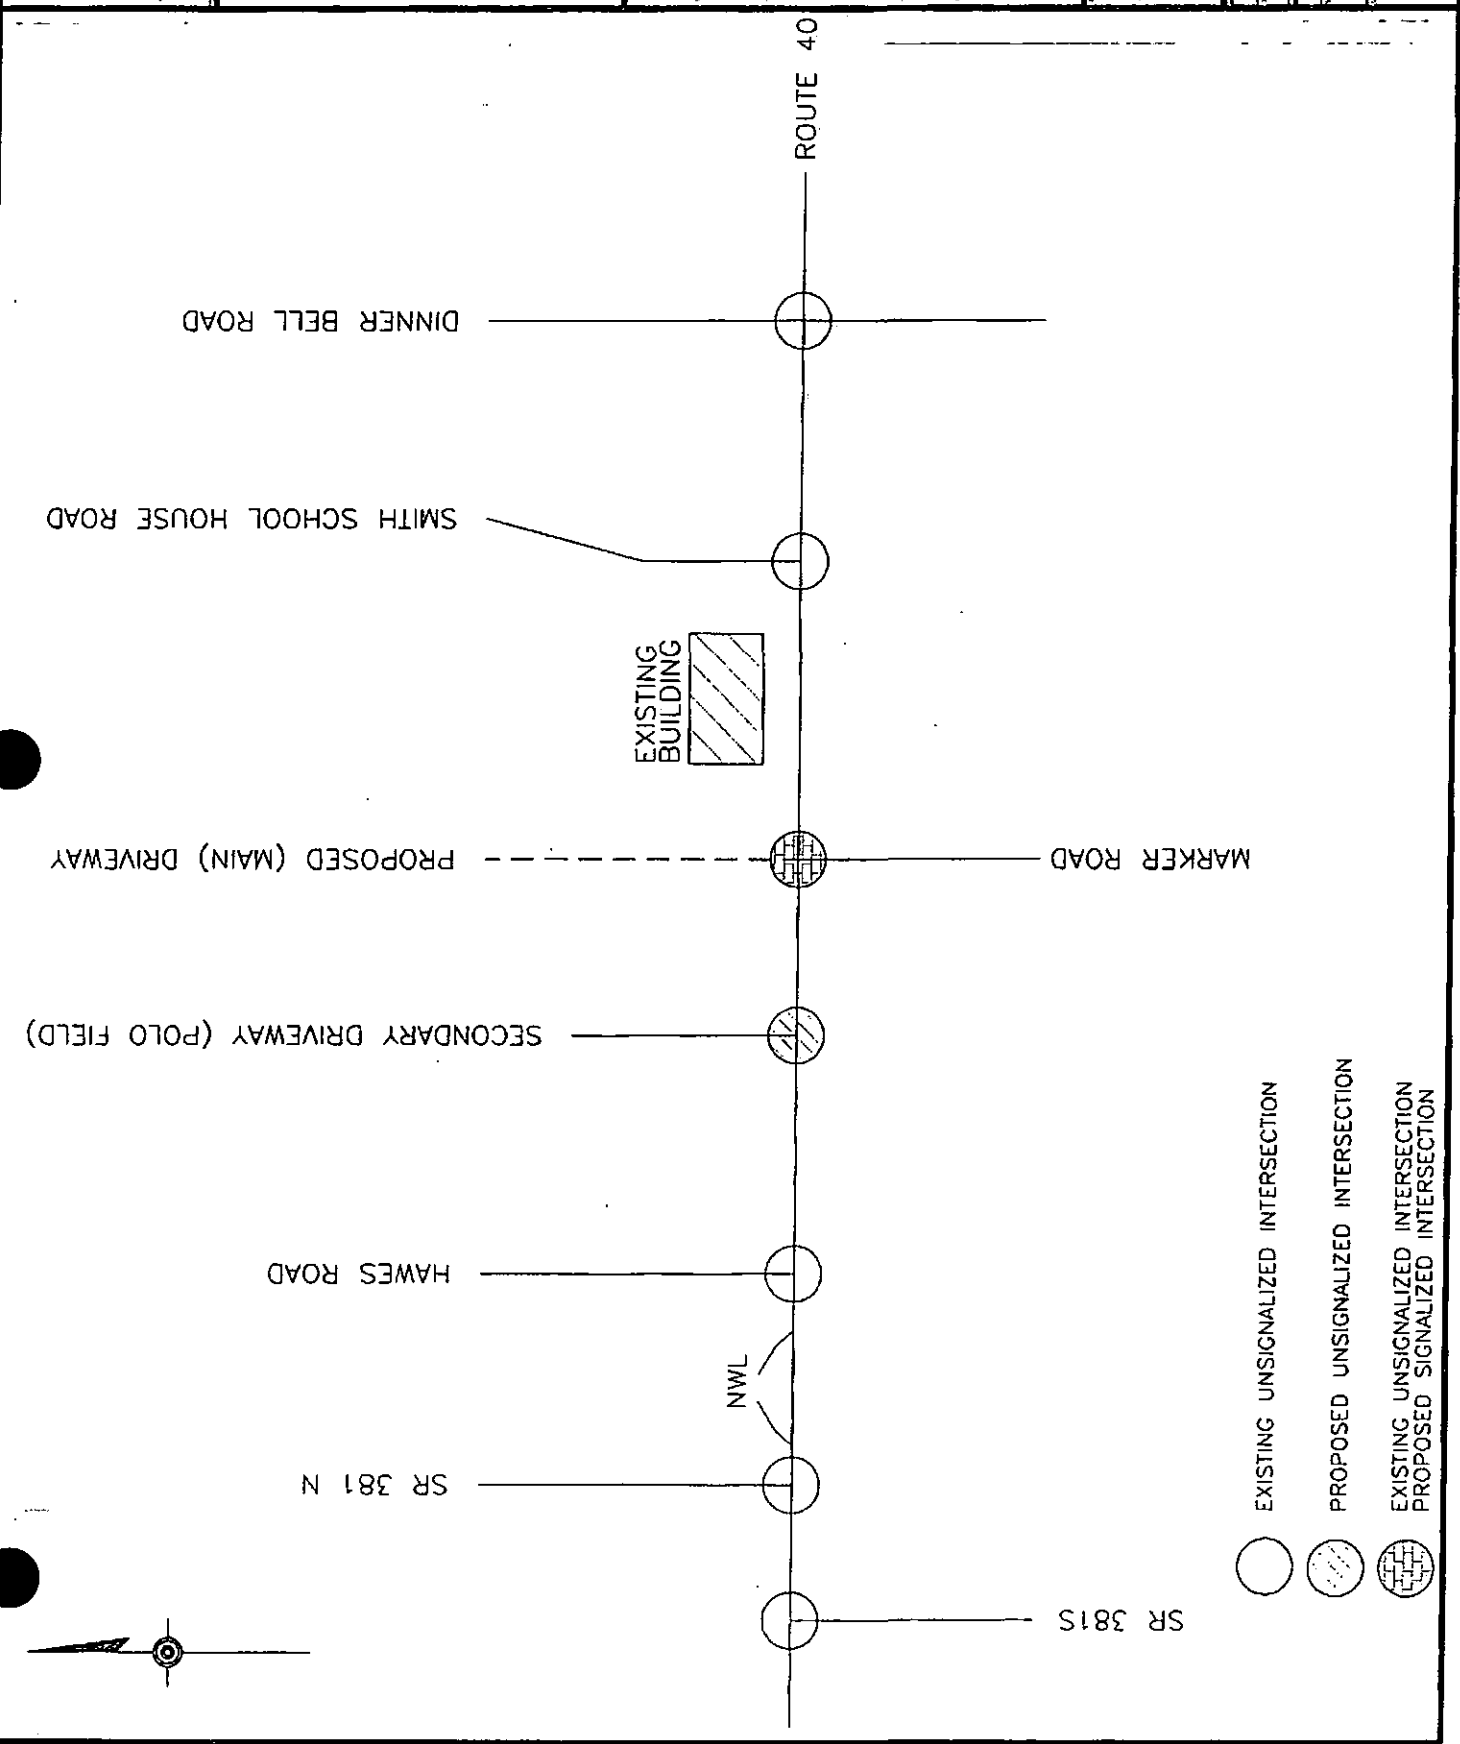 ROUTE 40
DINNER BELL ROAD
SMITH SCHOOL HOUSE ROAD
EXISTING
BUILDING
PROPOSED (MAIN) DRIVEWAY
MARKER ROAD
SECONDARY DRIVEWAY (POLO FIELD)
HAWES ROAD
NWL
SR 381 N
SR 381S
EXISTING UNSIGNALIZED INTERSECTION
PROPOSED UNSIGNALIZED INTERSECTION
EXISTING UNSIGNALIZED INTERSECTION
PROPOSED SIGNALIZED INTERSECTION